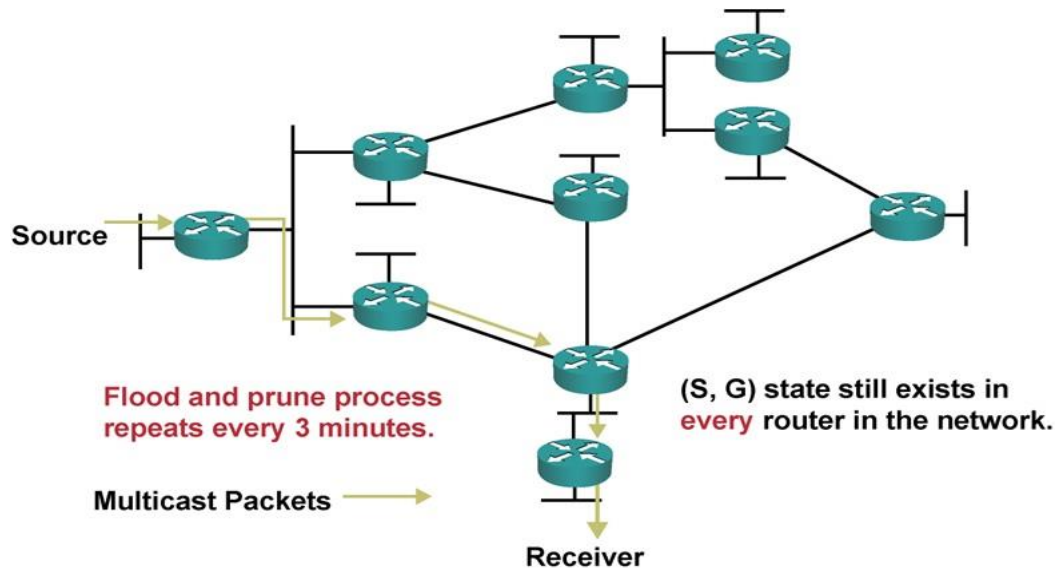 Source
Flood and prune process
repeats every 3 minutes.
(S, G) state still exists in
every router in the network.
Multicast Packets
Receiver